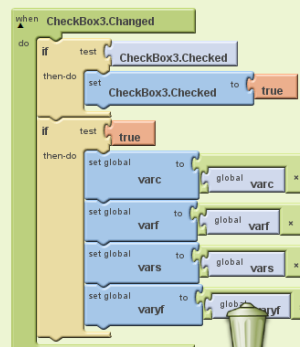 when CheckBox3.Changed
do
if test CheckBox3.Checked
then-do set CheckBox3.Checked to true
if test true
then-do set global varc to global varc ×
set global varf to global varf ×
set global vars to global vars ×
set global varyf to